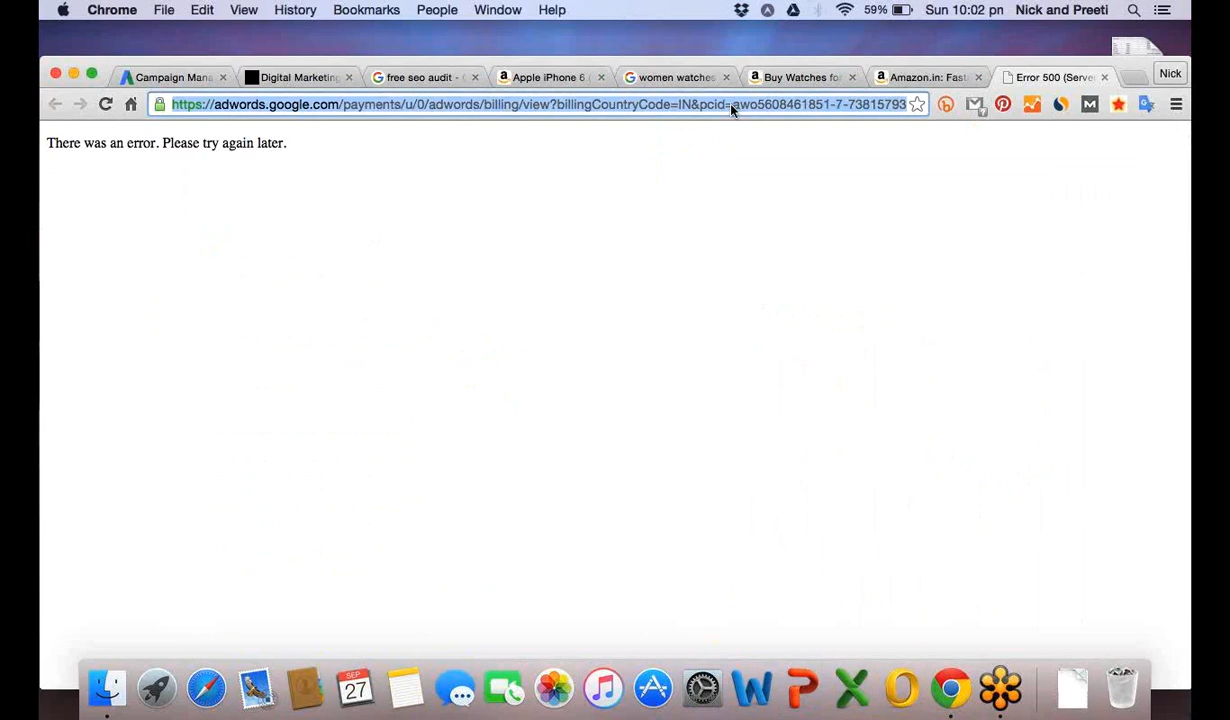 Chrome File Edit View History Bookmarks People Window Help 59% Sun 10:02 pm Nick and Preeti
Campaign Mana Digital Marketing free seo audit - Apple iPhone 6 women watches Buy Watches fo Amazon.in: Fast Error 500 (Serve Nick
https://adwords.google.com/payments/u/0/adwords/billing/view?billingCountryCode=IN&pcid=awo5608461851-7-73815793
There was an error. Please try again later.
SEP
27